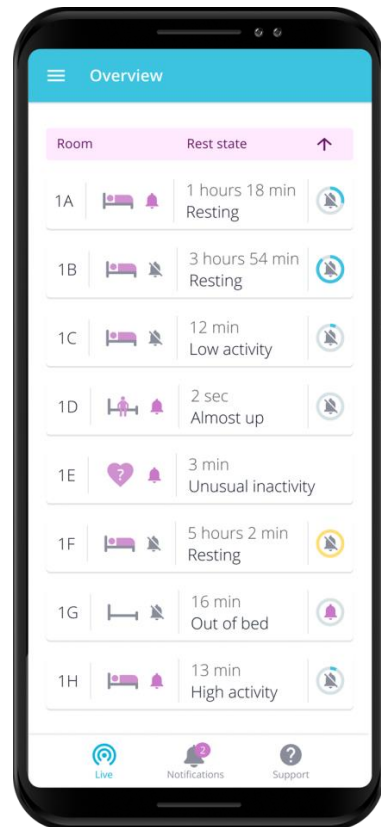 Overview
Room Rest state
1A 1 hours 18 min
Resting
1B 3 hours 54 min
Resting
1C 12 min
Low activity
1D 2 sec
Almost up
1E ? 3 min
Unusual inactivity
1F 5 hours 2 min
Resting
1G 16 min
Out of bed
1H 13 min
High activity
2
?
Live Notifications Support